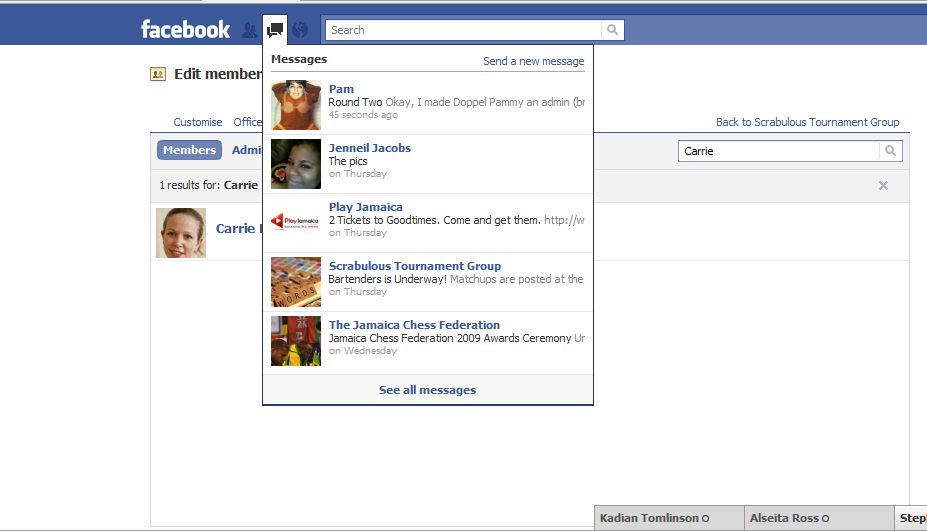 facebook
Search
Messages
Send a new message
Edit member
Pam
Round Two Okay, I made Doppel Pammy an admin (br
45 seconds ago
Customise
Office
Back to Scrabulous Tournament Group
Members
Admi
Jenneil Jacobs
The pics
on Thursday
Carrie
1 results for: Carrie
Play Jamaica
PlayJamaica
2 Tickets to Goodtimes. Come and get them. http://w
on Thursday
Carrie
Scrabulous Tournament Group
Bartenders is Underway! Matchups are posted at the
on Thursday
WORDS
The Jamaica Chess Federation
Jamaica Chess Federation 2009 Awards Ceremony Un
on Wednesday
See all messages
Kadian Tomlinson
Alseita Ross
Step